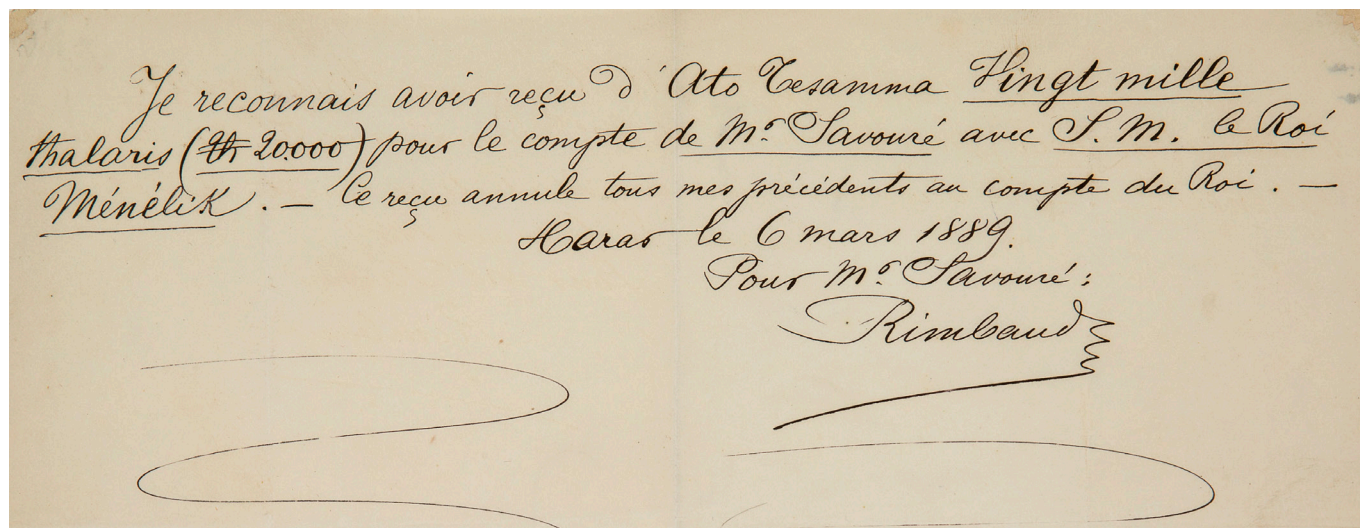 Je reconnais avoir reçu d'Ato Tesamma Vingt mille
thalaris (th 20.000) pour le compte de Mr. Savouré avec S. M. le Roi
Ménélik. — Ce reçu annule tous mes précédents au compte du Roi. —
Harar le 6 mars 1889.
Pour Mr. Savouré:
Rimbaud